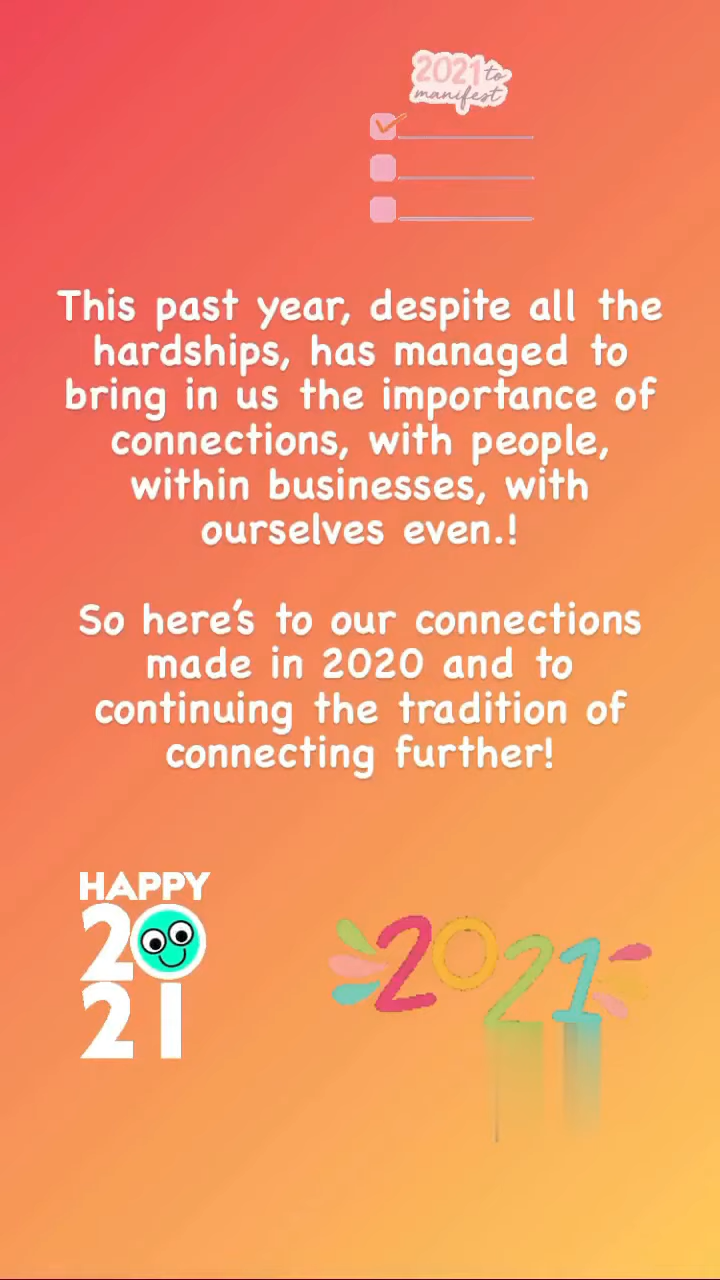 2021 to
manifest
This past year, despite all the
hardships, has managed to
bring in us the importance of
connections, with people,
within businesses, with
ourselves even.!
So here's to our connections
made in 2020 and to
continuing the tradition of
connecting further!
HAPPY
20
21
2021